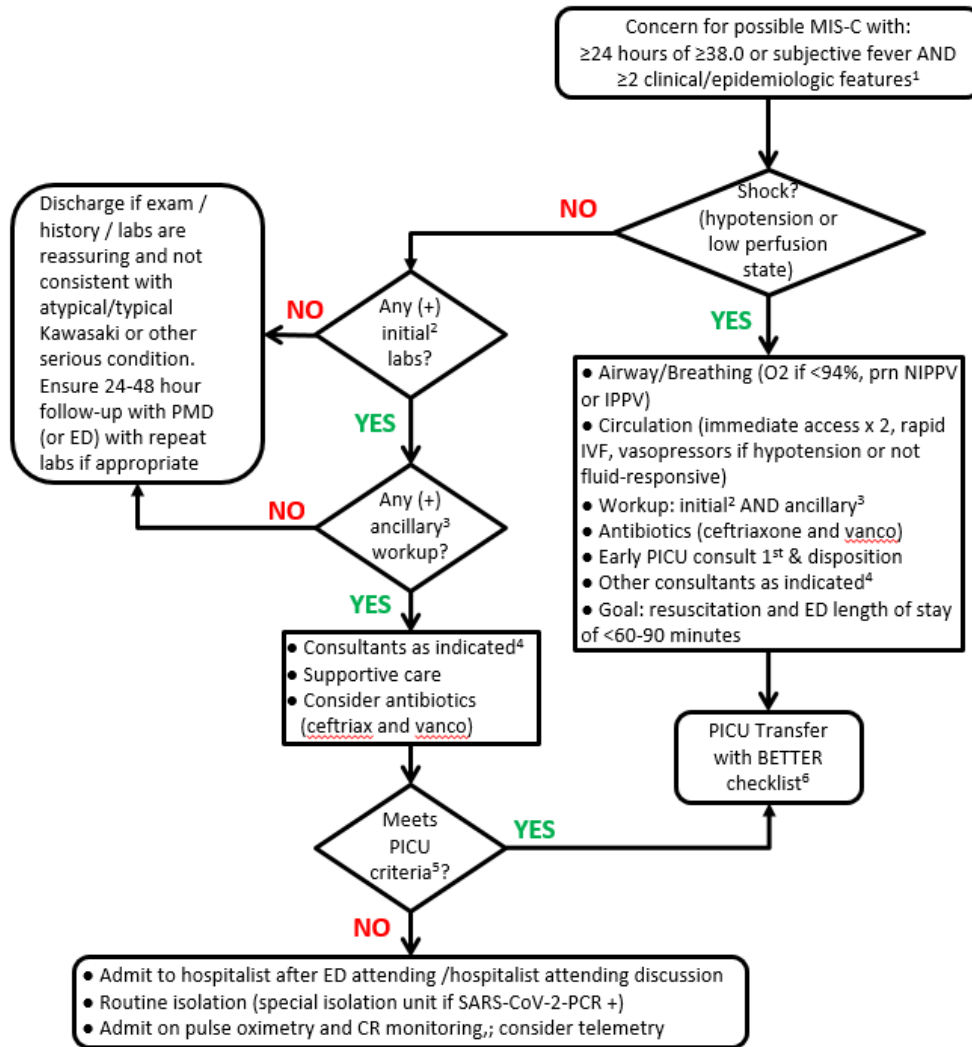 Concern for possible MIS-C with:
≥24 hours of ≥38.0 or subjective fever AND
≥2 clinical/epidemiologic features¹
Shock?
(hypotension or
low perfusion
state)
NO
YES
Discharge if exam /
history / labs are
reassuring and not
consistent with
atypical/typical
Kawasaki or other
serious condition.
Ensure 24-48 hour
follow-up with PMD
(or ED) with repeat
labs if appropriate
NO
Any (+)
initial²
labs?
YES
NO
Any (+)
ancillary³
workup?
YES
● Airway/Breathing (O2 if <94%, prn NIPPV
or IPPV)
● Circulation (immediate access x 2, rapid
IVF, vasopressors if hypotension or not
fluid-responsive)
● Workup: initial² AND ancillary³
● Antibiotics (ceftriaxone and vanco)
● Early PICU consult 1st & disposition
● Other consultants as indicated⁴
● Goal: resuscitation and ED length of stay
of <60-90 minutes
● Consultants as indicated⁴
● Supportive care
● Consider antibiotics
(ceftriax and vanco)
PICU Transfer
with BETTER
checklist⁶
Meets
PICU
criteria⁵?
YES
NO
● Admit to hospitalist after ED attending /hospitalist attending discussion
● Routine isolation (special isolation unit if SARS-CoV-2-PCR +)
● Admit on pulse oximetry and CR monitoring,; consider telemetry